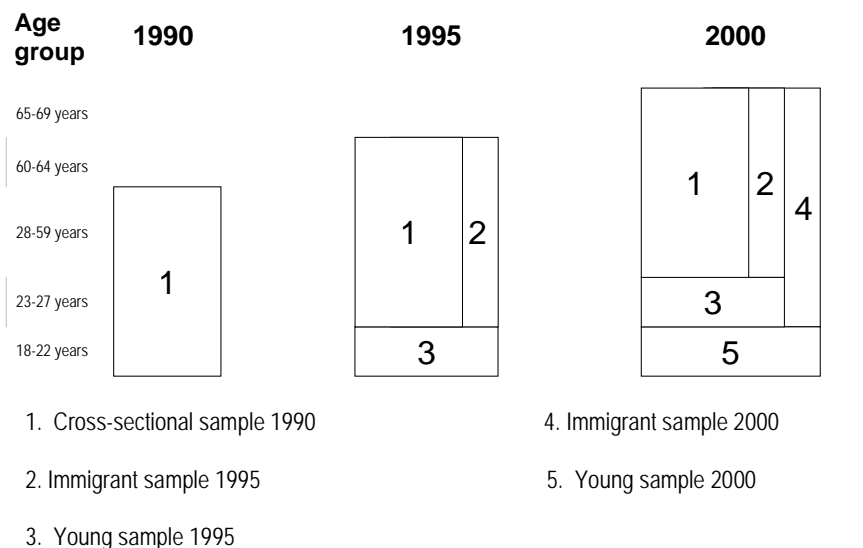 Age
group
1990
1995
2000
65-69 years
60-64 years
1
2
4
28-59 years
1
2
1
23-27 years
3
18-22 years
3
5
1. Cross-sectional sample 1990
4. Immigrant sample 2000
2. Immigrant sample 1995
5. Young sample 2000
3. Young sample 1995